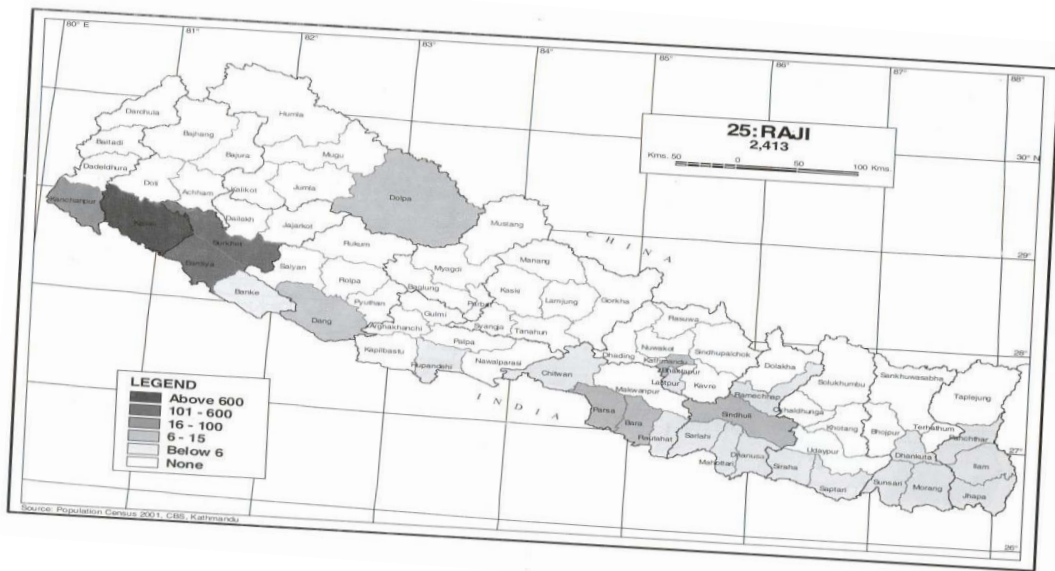 80° E
81°
82°
83°
84°
85°
86°
87°
88°
25: RAJI
2,413
Kms. 50 0 50 100 Kms
30° N
29°
28°
27°
26°
CHINA
INDIA
Darchula
Humla
Bajhang
Baitadi
Bajura
Mugu
Dadeldhura
Doti
Achham
Kalikot
Jumla
Dolpa
Kanchanpur
Kailali
Dailekh
Jajarkot
Mustang
Surkhet
Rukum
Manang
Bardiya
Salyan
Rolpa
Myagdi
Baglung
Kaski
Lamjung
Gorkha
Banke
Pyuthan
Gulmi
Parbat
Rasuwa
Dang
Arghakhanchi
Syangja
Tanahun
Nuwakot
Sindhupalchok
Palpa
Dhading
Kathmandu
Dolakha
Kapilbastu
Rupandehi
Nawalparasi
Chitwan
Bhaktapur
Lalitpur
Kavre
Ramechhap
Solukhumbu
Sankhuwasabha
Taplejung
Makwanpur
Sindhuli
Okhaldhunga
Khotang
Bhojpur
Terhathum
Panchthar
Parsa
Bara
Rautahat
Sarlahi
Mahottari
Dhanusa
Siraha
Udaypur
Saptari
Dhankuta
Sunsari
Morang
Ilam
Jhapa
LEGEND
Above 600
101 - 600
16 - 100
6 - 15
Below 6
None
Source: Population Census 2001, CBS, Kathmandu